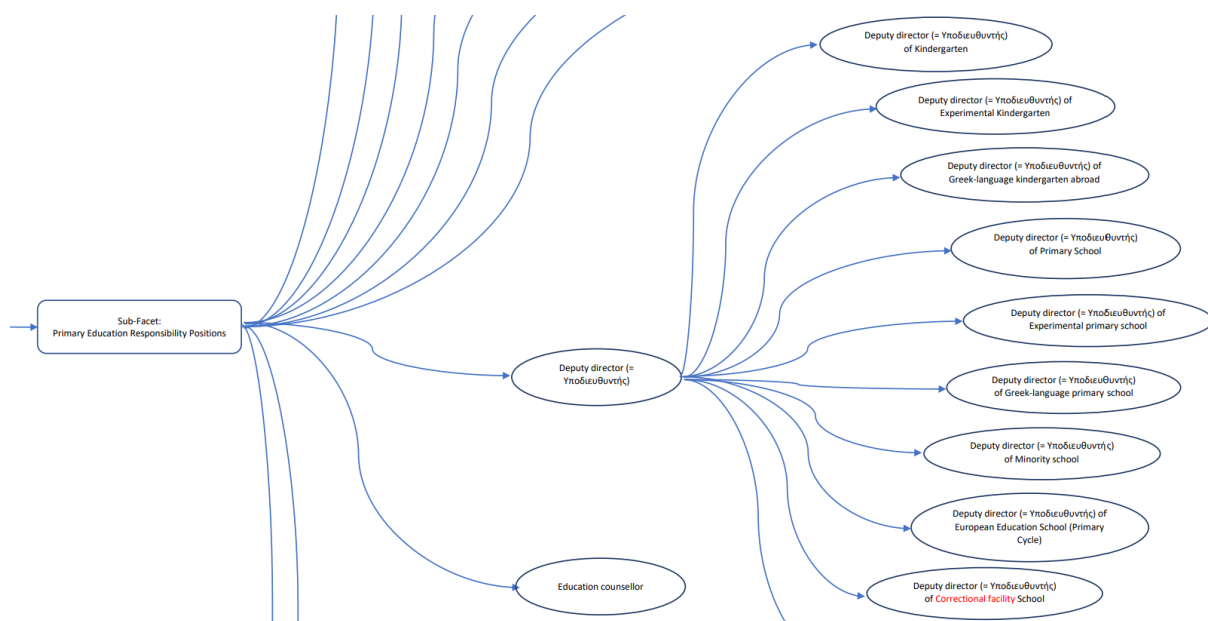 Sub-Facet:
Primary Education Responsibility Positions
Deputy director (=
Υποδιευθυντής)
Education counsellor
Deputy director (= Υποδιευθυντής)
of Kindergarten
Deputy director (= Υποδιευθυντής) of
Experimental Kindergarten
Deputy director (= Υποδιευθυντής) of
Greek-language kindergarten abroad
Deputy director (= Υποδιευθυντής)
of Primary School
Deputy director (= Υποδιευθυντής) of
Experimental primary school
Deputy director (= Υποδιευθυντής)
of Greek-language primary school
Deputy director (= Υποδιευθυντής)
of Minority school
Deputy director (= Υποδιευθυντής) of
European Education School (Primary
Cycle)
Deputy director (= Υποδιευθυντής)
of Correctional facility School